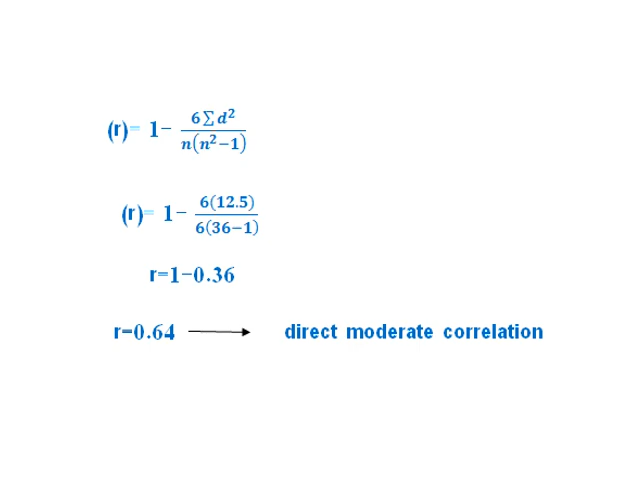 (r)= 1− 6∑d²/n(n²−1)
(r)= 1− 6(12.5)/6(36−1)
r=1−0.36
r=0.64 ⟶ direct moderate correlation